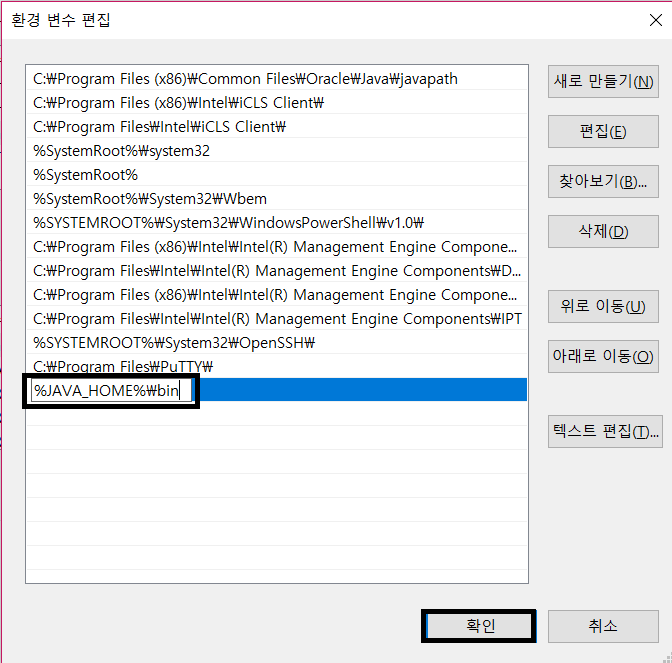 환경 변수 편집
C:₩Program Files (x86)₩Common Files₩Oracle₩Java₩javapath
C:₩Program Files (x86)₩Intel₩iCLS Client₩
C:₩Program Files₩Intel₩iCLS Client₩
%SystemRoot%₩system32
%SystemRoot%
%SystemRoot%₩System32₩Wbem
%SYSTEMROOT%₩System32₩WindowsPowerShell₩v1.0₩
C:₩Program Files (x86)₩Intel₩Intel(R) Management Engine Compone...
C:₩Program Files₩Intel₩Intel(R) Management Engine Components₩D...
C:₩Program Files (x86)₩Intel₩Intel(R) Management Engine Compone...
C:₩Program Files₩Intel₩Intel(R) Management Engine Components₩IPT
%SYSTEMROOT%₩System32₩OpenSSH₩
C:₩Program Files₩PuTTY₩
%JAVA_HOME%₩bin
새로 만들기(N)
편집(E)
찾아보기(B)...
삭제(D)
위로 이동(U)
아래로 이동(O)
텍스트 편집(T)...
확인
취소